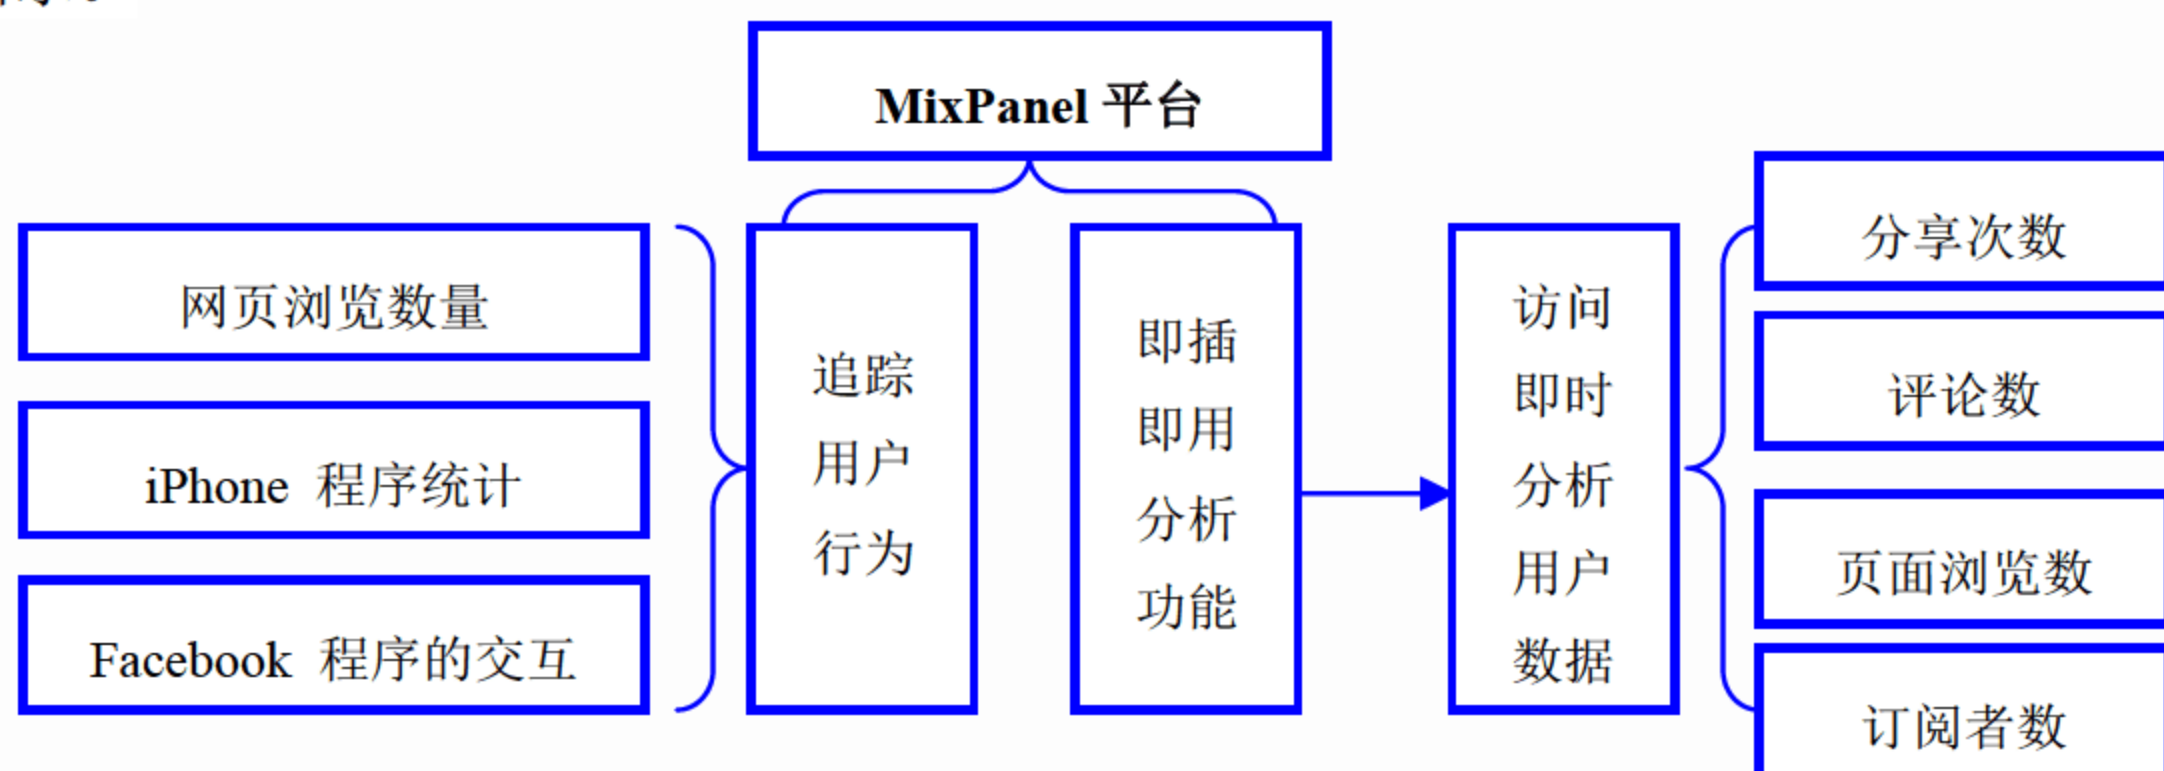 MixPanel 平台
网页浏览数量
iPhone 程序统计
Facebook 程序的交互
追踪
用户
行为
即插
即用
分析
功能
访问
即时
分析
用户
数据
分享次数
评论数
页面浏览数
订阅者数